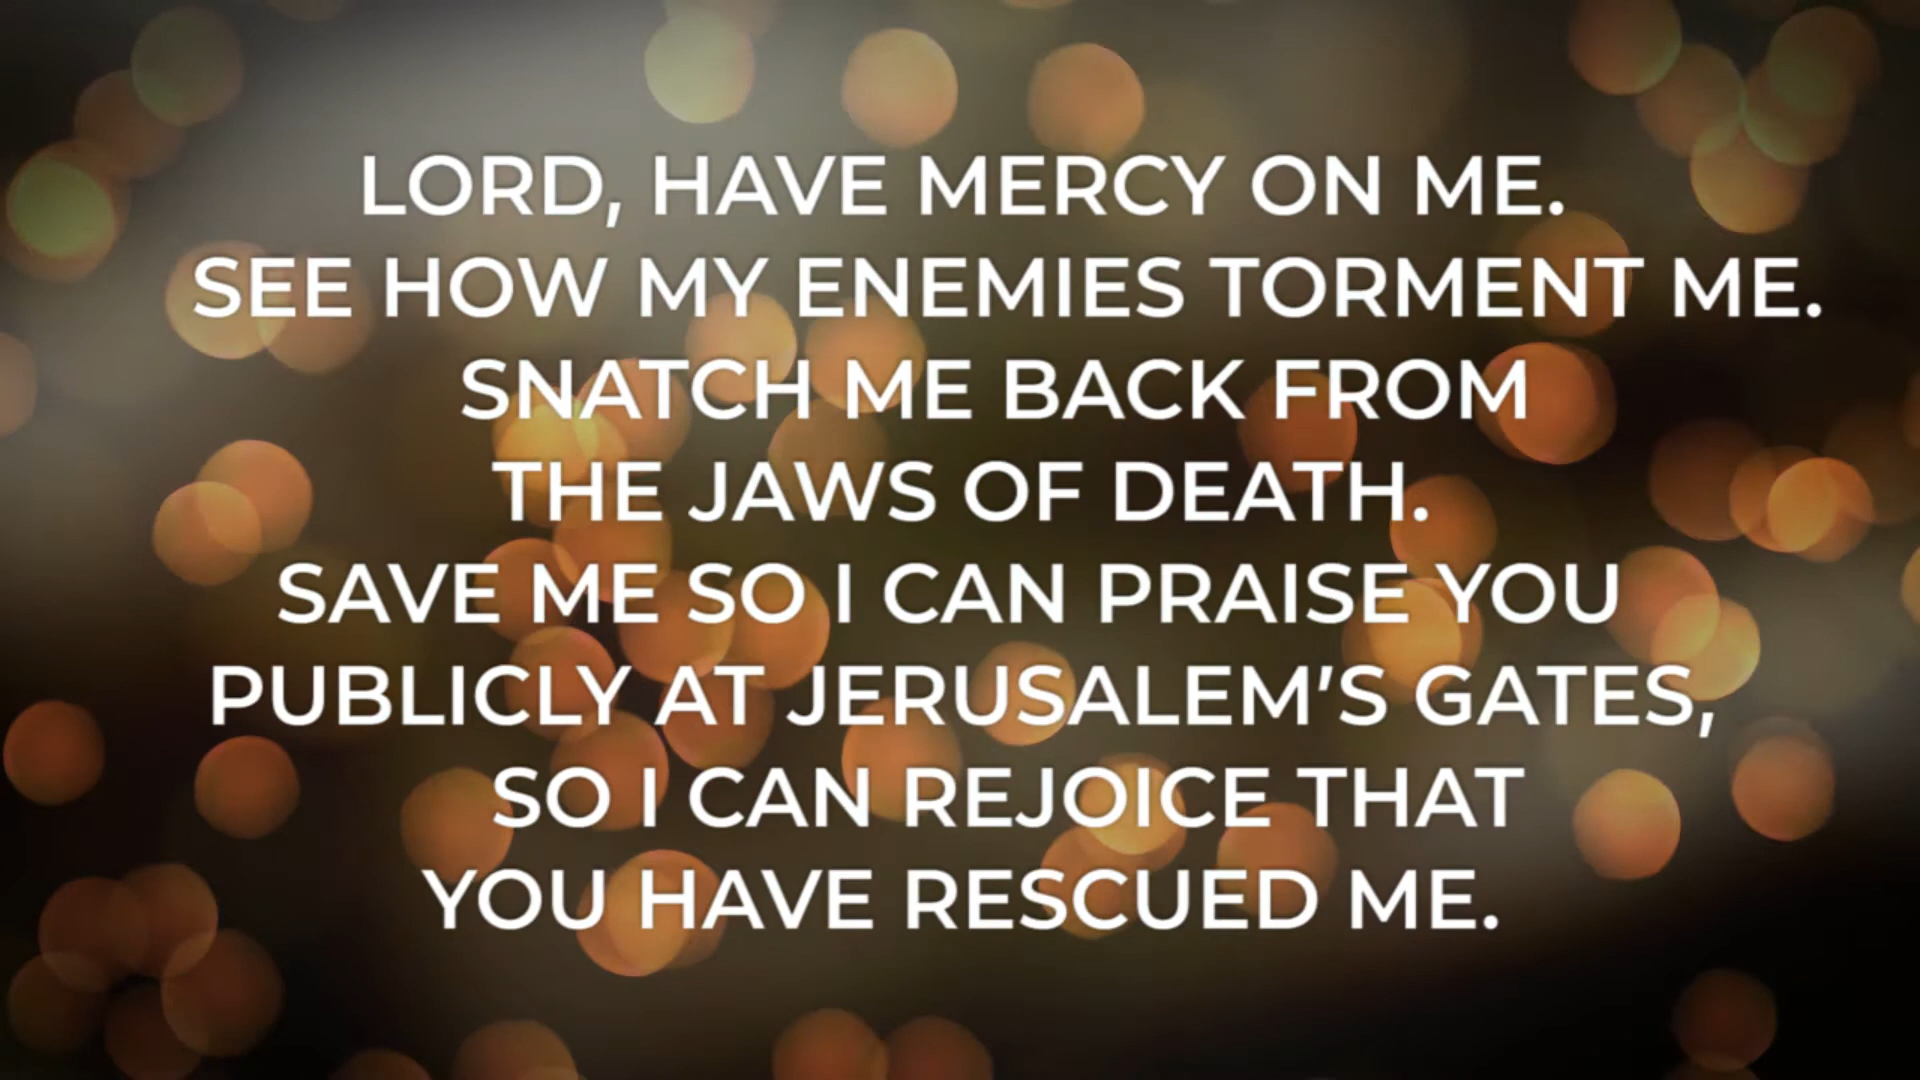 LORD, HAVE MERCY ON ME.
SEE HOW MY ENEMIES TORMENT ME.
SNATCH ME BACK FROM
THE JAWS OF DEATH.
SAVE ME SO I CAN PRAISE YOU
PUBLICLY AT JERUSALEM'S GATES,
SO I CAN REJOICE THAT
YOU HAVE RESCUED ME.